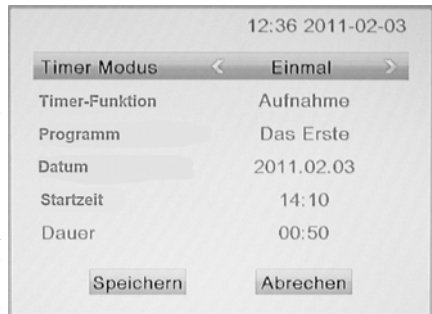 12:36 2011-02-03
Timer Modus < Einmal >
Timer-Funktion Aufnahme
Programm Das Erste
Datum 2011.02.03
Startzeit 14:10
Dauer 00:50
Speichern Abrechen